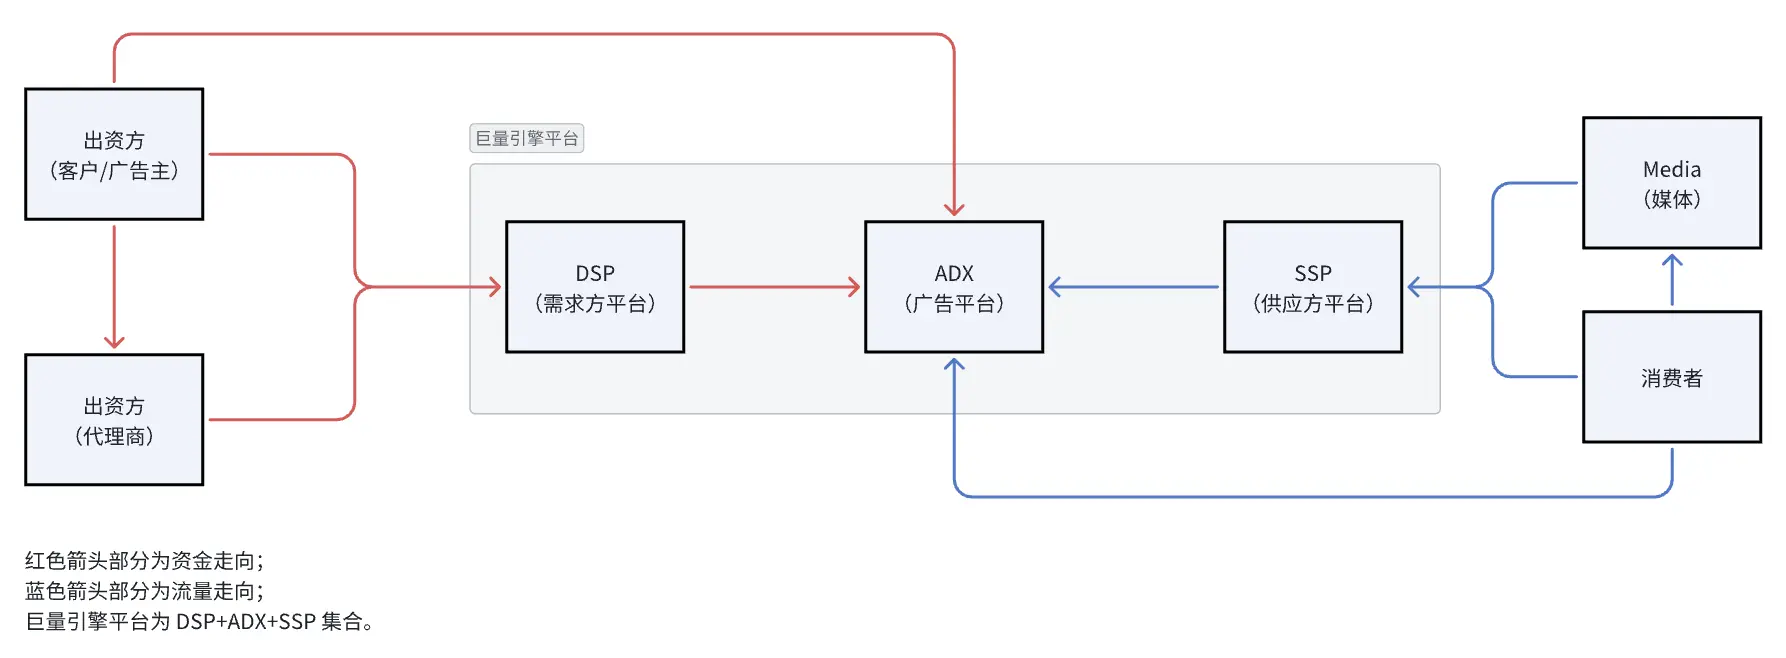 出资方
（客户/广告主）
出资方
（代理商）
巨量引擎平台
DSP
（需求方平台）
ADX
（广告平台）
SSP
（供应方平台）
Media
（媒体）
消费者
红色箭头部分为资金走向；
蓝色箭头部分为流量走向；
巨量引擎平台为 DSP+ADX+SSP 集合。